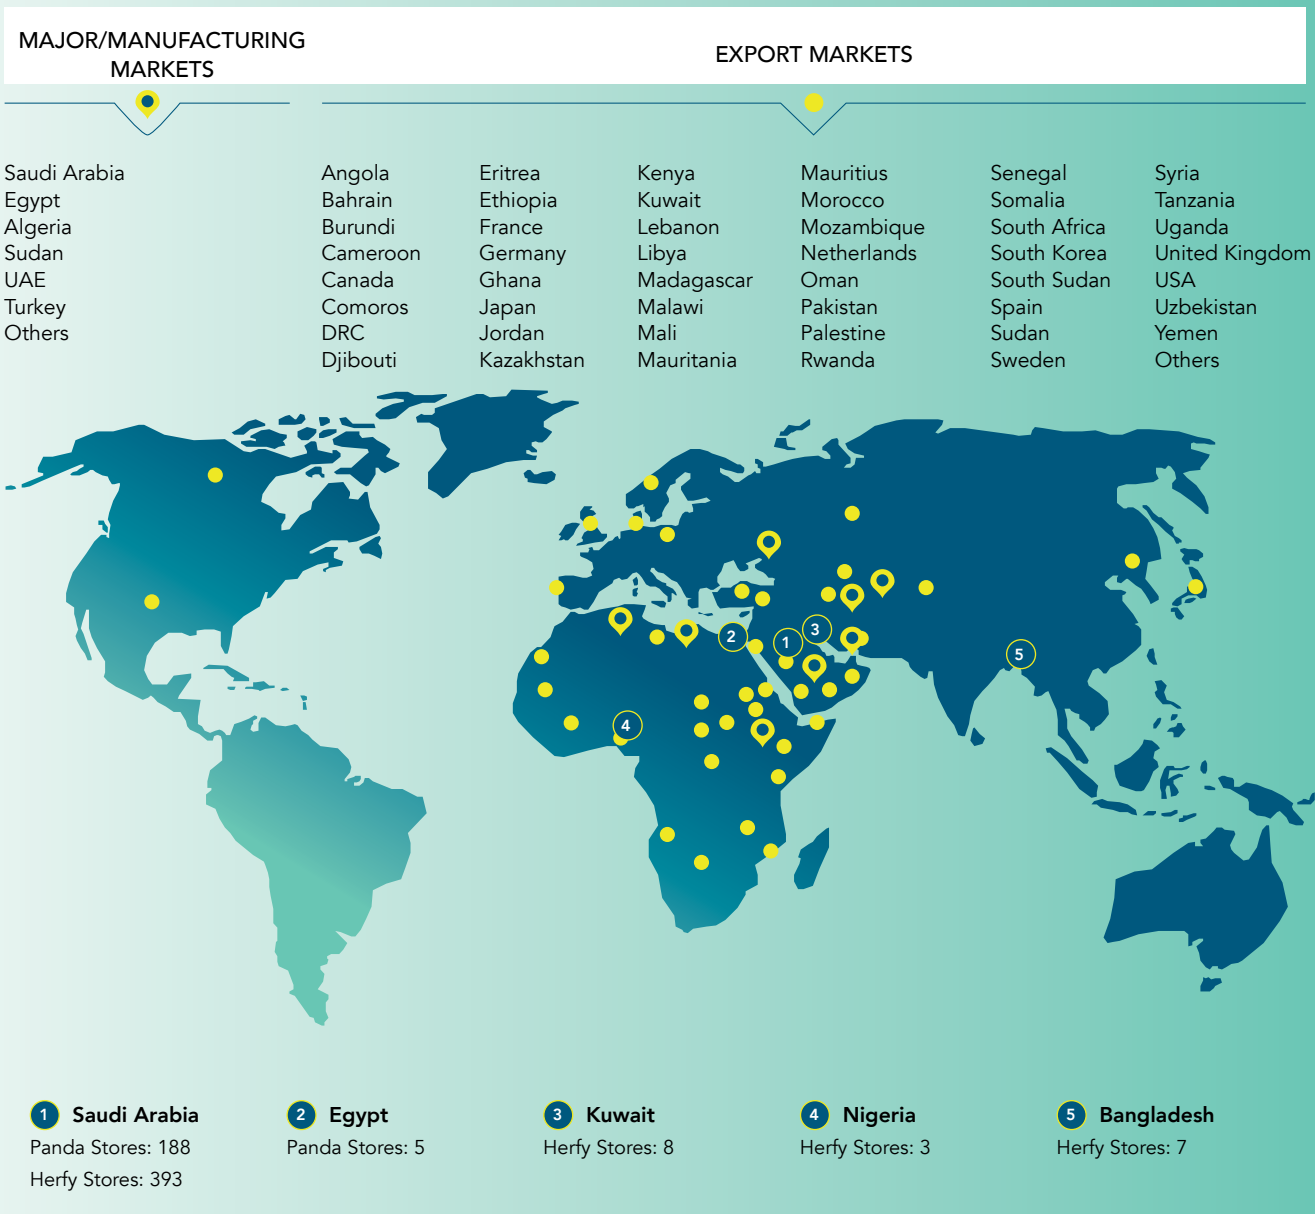 MAJOR/MANUFACTURING
MARKETS
EXPORT MARKETS
Saudi Arabia
Egypt
Algeria
Sudan
UAE
Turkey
Others
Angola
Bahrain
Burundi
Cameroon
Canada
Comoros
DRC
Djibouti
Eritrea
Ethiopia
France
Germany
Ghana
Japan
Jordan
Kazakhstan
Kenya
Kuwait
Lebanon
Libya
Madagascar
Malawi
Mali
Mauritania
Mauritius
Morocco
Mozambique
Netherlands
Oman
Pakistan
Palestine
Rwanda
Senegal
Somalia
South Africa
South Korea
South Sudan
Spain
Sudan
Sweden
Syria
Tanzania
Uganda
United Kingdom
USA
Uzbekistan
Yemen
Others
2
1
3
5
4
1 Saudi Arabia
Panda Stores: 188
Herfy Stores: 393
2 Egypt
Panda Stores: 5
3 Kuwait
Herfy Stores: 8
4 Nigeria
Herfy Stores: 3
5 Bangladesh
Herfy Stores: 7